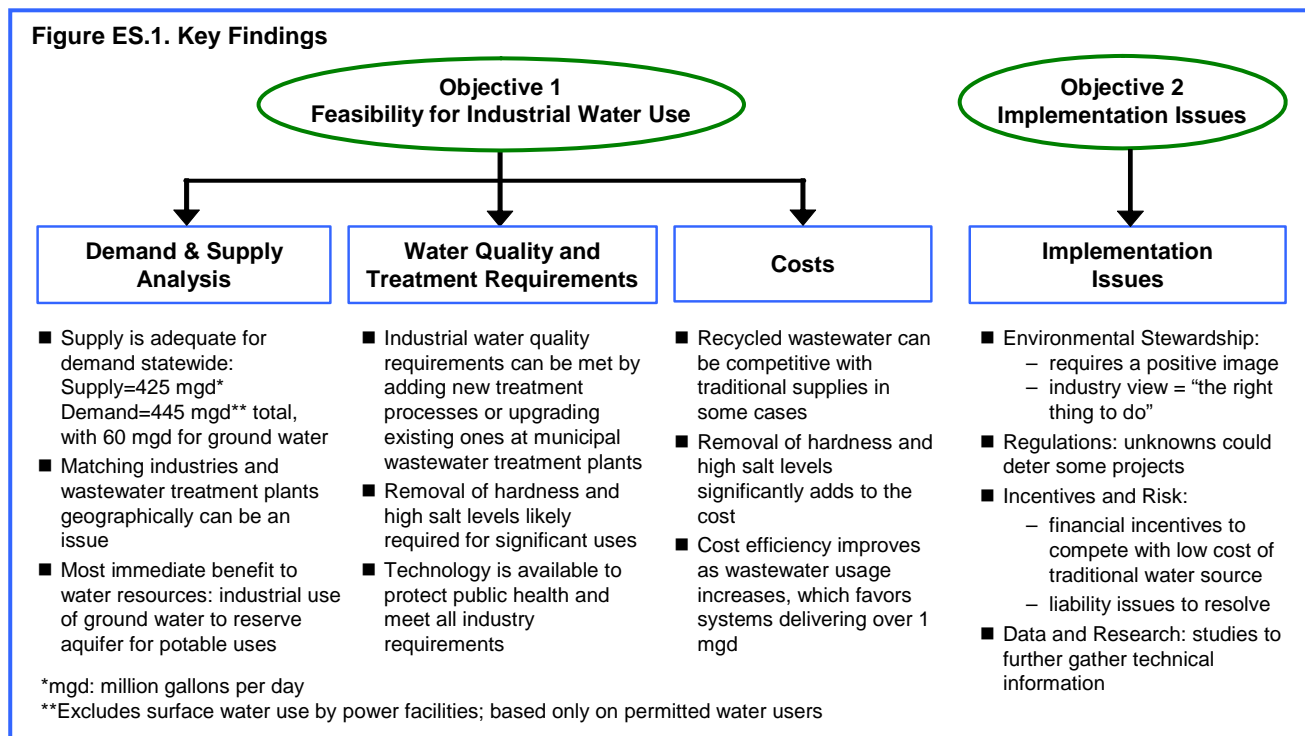 Figure ES.1. Key Findings
Objective 1
Feasibility for Industrial Water Use
Objective 2
Implementation Issues
Demand & Supply
Analysis
■ Supply is adequate for
demand statewide:
Supply=425 mgd*
Demand=445 mgd** total,
with 60 mgd for ground water
■ Matching industries and
wastewater treatment plants
geographically can be an
issue
■ Most immediate benefit to
water resources: industrial use
of ground water to reserve
aquifer for potable uses
Water Quality and
Treatment Requirements
■ Industrial water quality
requirements can be met by
adding new treatment
processes or upgrading
existing ones at municipal
wastewater treatment plants
■ Removal of hardness and
high salt levels likely
required for significant uses
■ Technology is available to
protect public health and
meet all industry
requirements
Costs
■ Recycled wastewater can
be competitive with
traditional supplies in
some cases
■ Removal of hardness and
high salt levels
significantly adds to the
cost
■ Cost efficiency improves
as wastewater usage
increases, which favors
systems delivering over 1
mgd
Implementation
Issues
■ Environmental Stewardship:
– requires a positive image
– industry view = “the right
thing to do”
■ Regulations: unknowns could
deter some projects
■ Incentives and Risk:
– financial incentives to
compete with low cost of
traditional water source
– liability issues to resolve
■ Data and Research: studies to
further gather technical
information
*mgd: million gallons per day
**Excludes surface water use by power facilities; based only on permitted water users